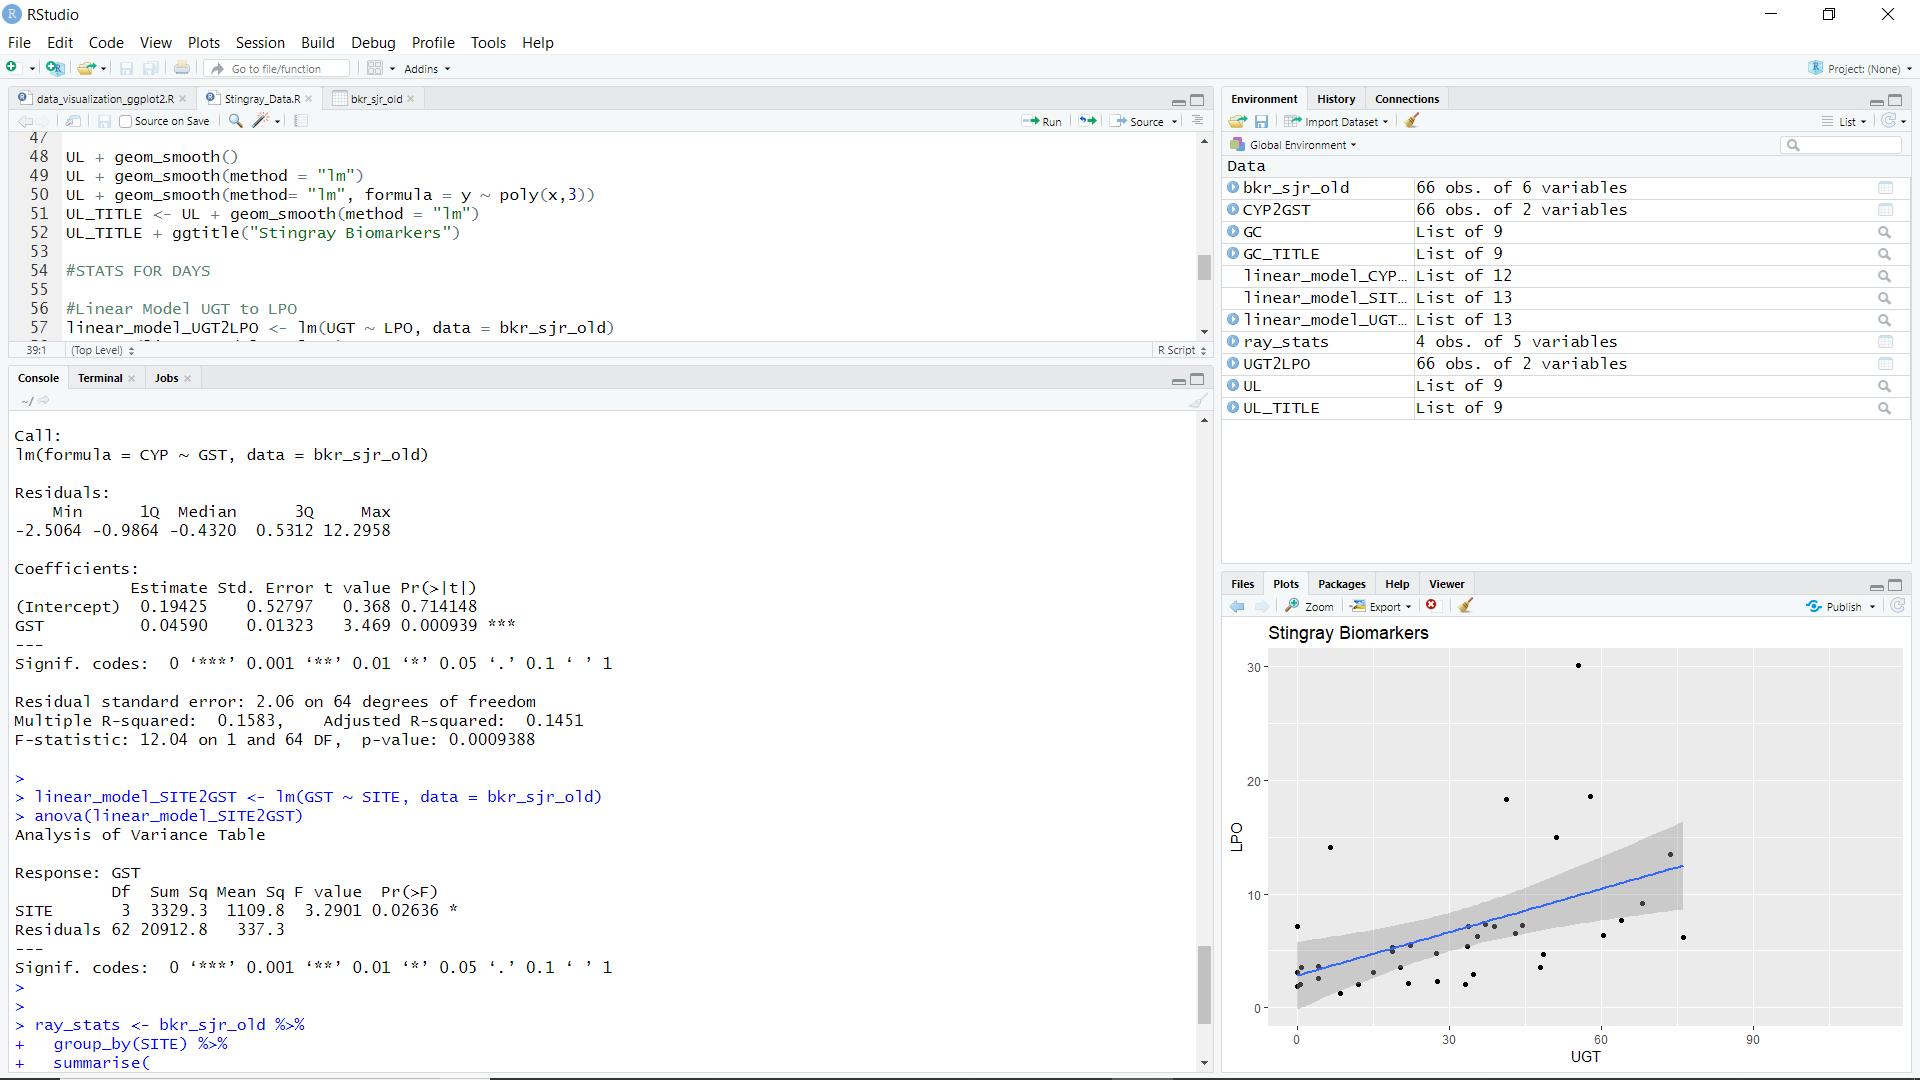 RStudio
File Edit Code View Plots Session Build Debug Profile Tools Help
Go to file/function Addins Project: (None)
data_visualization_ggplot2.R Stingray_Data.R bkr_sjr_old
Source on Save Run Source
47
48 UL + geom_smooth()
49 UL + geom_smooth(method = "lm")
50 UL + geom_smooth(method= "lm", formula = y ~ poly(x,3))
51 UL_TITLE <- UL + geom_smooth(method = "lm")
52 UL_TITLE + ggtitle("Stingray Biomarkers")
53
54 #STATS FOR DAYS
55
56 #Linear Model UGT to LPO
57 linear_model_UGT2LPO <- lm(UGT ~ LPO, data = bkr_sjr_old)
39:1 (Top Level) R Script
Console Terminal Jobs
~/
Call:
lm(formula = CYP ~ GST, data = bkr_sjr_old)
Residuals:
Min 1Q Median 3Q Max
-2.5064 -0.9864 -0.4320 0.5312 12.2958
Coefficients:
Estimate Std. Error t value Pr(>|t|)
(Intercept) 0.19425 0.52797 0.368 0.714148
GST 0.04590 0.01323 3.469 0.000939 ***
---
Signif. codes: 0 ‘***’ 0.001 ‘**’ 0.01 ‘*’ 0.05 ‘.’ 0.1 ‘ ’ 1
Residual standard error: 2.06 on 64 degrees of freedom
Multiple R-squared: 0.1583, Adjusted R-squared: 0.1451
F-statistic: 12.04 on 1 and 64 DF, p-value: 0.0009388
>
> linear_model_SITE2GST <- lm(GST ~ SITE, data = bkr_sjr_old)
> anova(linear_model_SITE2GST)
Analysis of Variance Table
Response: GST
Df Sum Sq Mean Sq F value Pr(>F)
SITE 3 3329.3 1109.8 3.2901 0.02636 *
Residuals 62 20912.8 337.3
---
Signif. codes: 0 ‘***’ 0.001 ‘**’ 0.01 ‘*’ 0.05 ‘.’ 0.1 ‘ ’ 1
>
>
> ray_stats <- bkr_sjr_old %>%
+ group_by(SITE) %>%
+ summarise(
Environment History Connections
Import Dataset List
Global Environment
Data
bkr_sjr_old 66 obs. of 6 variables
CYP2GST 66 obs. of 2 variables
GC List of 9
GC_TITLE List of 9
linear_model_CYP… List of 12
linear_model_SIT… List of 13
linear_model_UGT… List of 13
ray_stats 4 obs. of 5 variables
UGT2LPO 66 obs. of 2 variables
UL List of 9
UL_TITLE List of 9
Files Plots Packages Help Viewer
Zoom Export Publish
Stingray Biomarkers
30
20
10
0
LPO
0 30 60 90
UGT